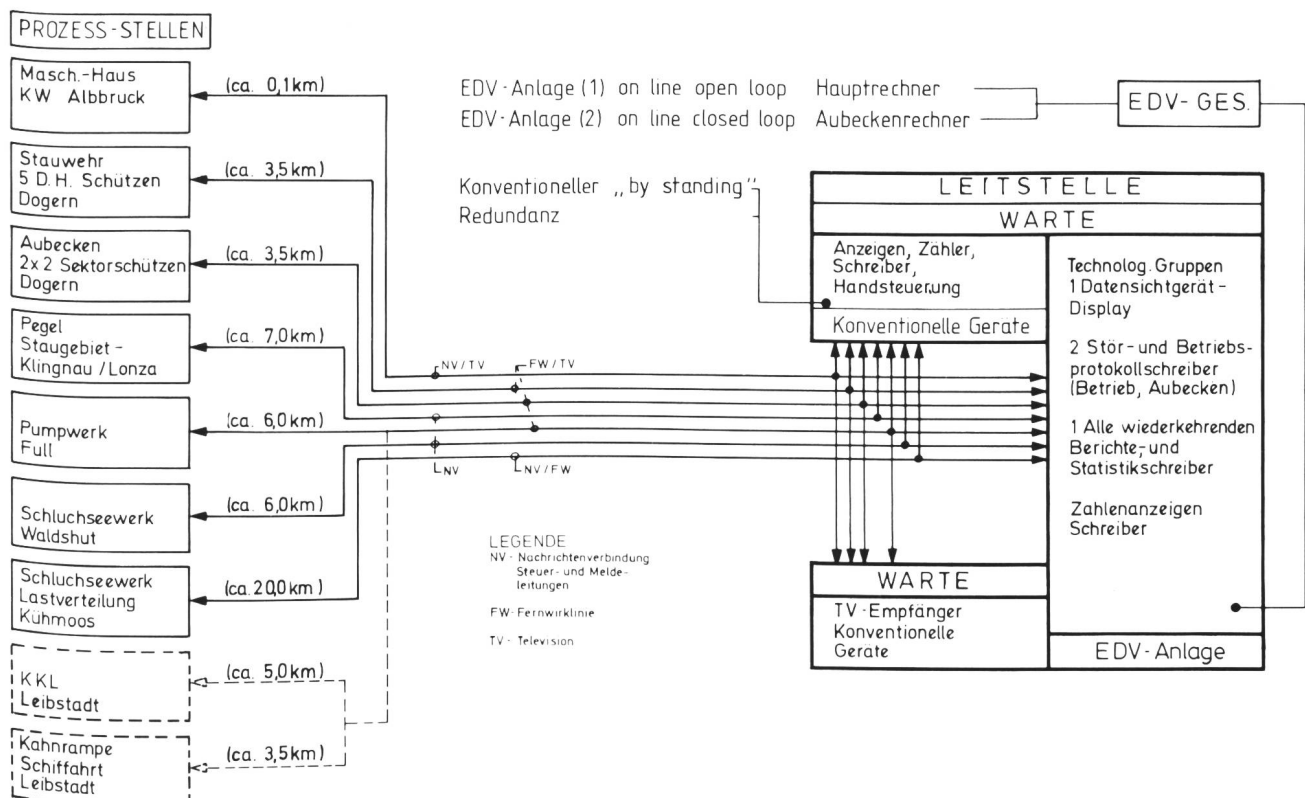 PROZESS-STELLEN
Masch.-Haus
KW Albbruck
(ca. 0,1km)
Stauwehr
5 D.H. Schützen
Dogern
(ca. 3,5km)
Aubecken
2x2 Sektorschützen
Dogern
(ca. 3,5km)
Pegel
Staugebiet-
Klingnau/Lonza
(ca. 7,0km)
Pumpwerk
Full
(ca. 6,0km)
Schluchseewerk
Waldshut
(ca. 6,0km)
Schluchseewerk
Lastverteilung
Kühmoos
(ca. 20,0km)
KKL
Leibstadt
(ca. 5,0km)
Kahnrampe
Schiffahrt
Leibstadt
(ca. 3,5km)
EDV-Anlage (1) on line open loop Hauptrechner
EDV-Anlage (2) on line closed loop Aubeckenrechner
EDV-GES.
Konventioneller „by standing"
Redundanz
NV/TV
FW/TV
NV
NV/FW
LEGENDE
NV - Nachrichtenverbindung
Steuer- und Melde-
leitungen
FW-Fernwirklinie
TV - Television
LEITSTELLE
WARTE
Anzeigen, Zähler,
Schreiber,
Handsteuerung
Konventionelle Geräte
Technolog. Gruppen
1 Datensichtgerät-
Display
2 Stör- und Betriebs-
protokollschreiber
(Betrieb, Aubecken)
1 Alle wiederkehrenden
Berichte,- und
Statistikschreiber
Zahlenanzeigen
Schreiber
WARTE
TV-Empfänger
Konventionelle
Geräte
EDV-Anlage